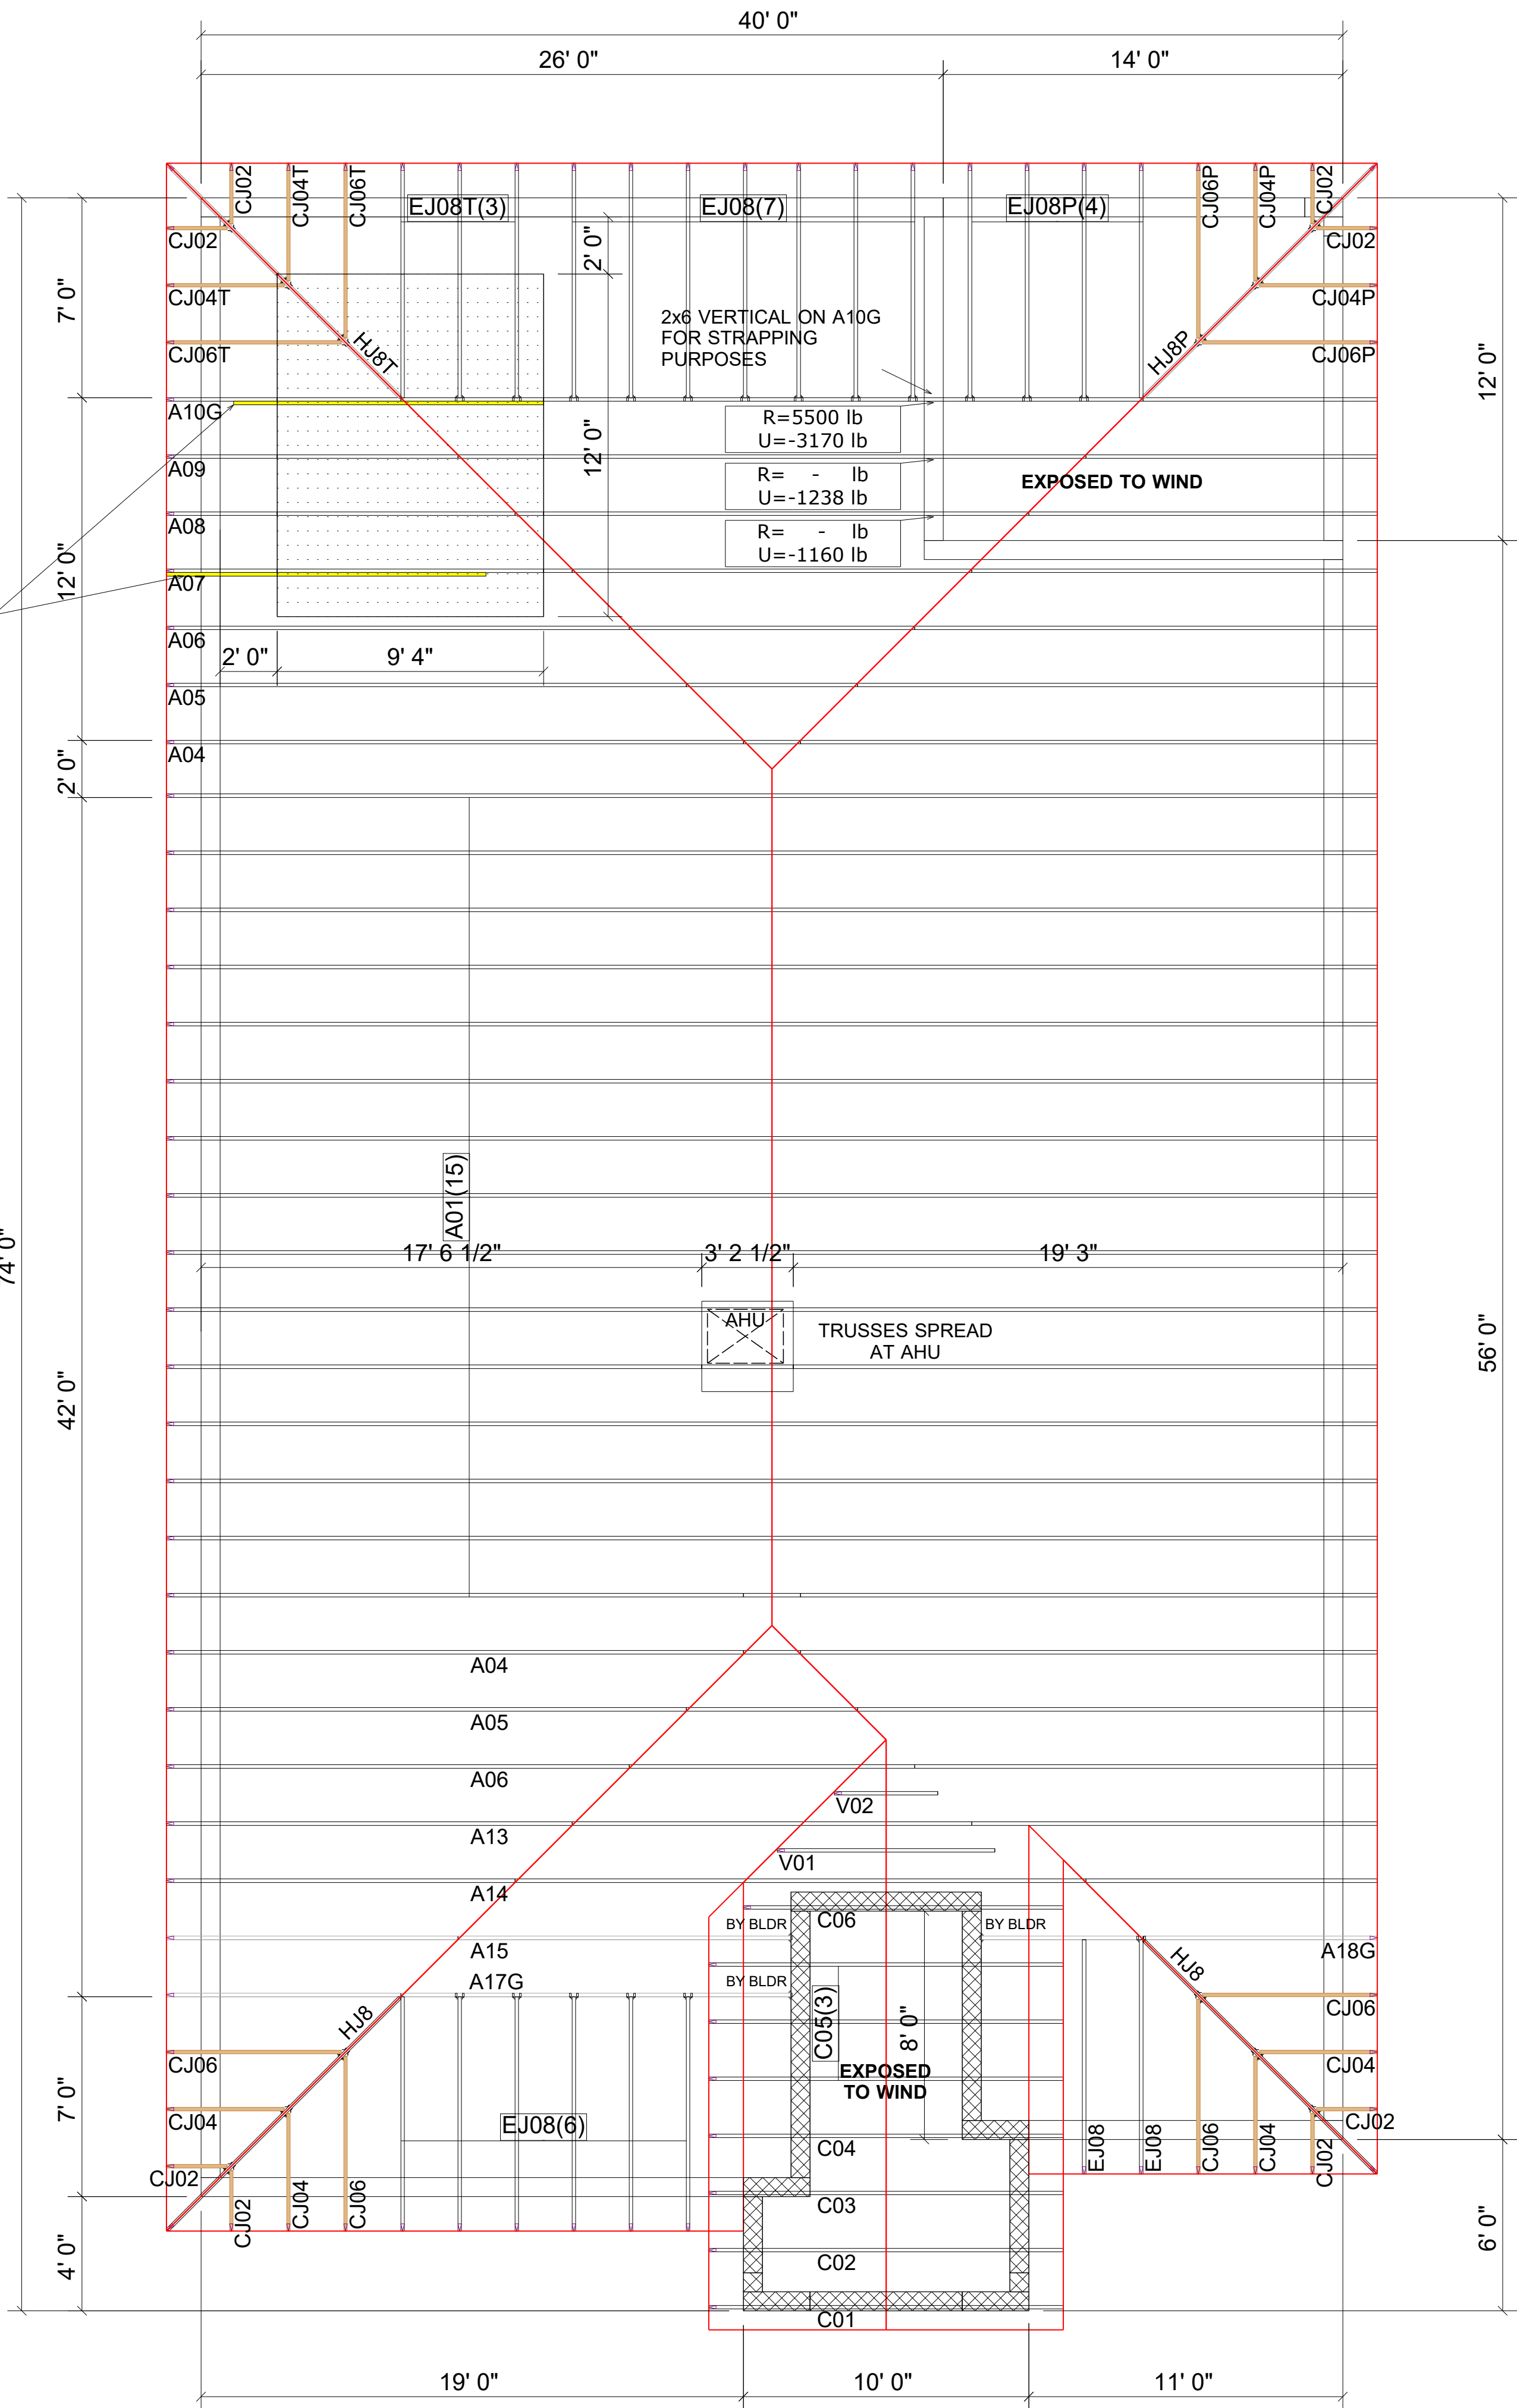 40' 0"
26' 0"
14' 0"
CJ02
CJ04T
CJ06T
EJ08T(3)
EJ08(7)
EJ08P(4)
CJ06P
CJ04P
CJ02
CJ02
CJ02
2' 0"
7' 0"
CJ04T
CJ04P
2x6 VERTICAL ON A10G
FOR STRAPPING
PURPOSES
CJ06T
HJ8T
HJ8P
CJ06P
12' 0"
A10G
R=5500 lb
U=-3170 lb
12' 0"
A09
R= - lb
U=-1238 lb
EXPOSED TO WIND
A08
R= - lb
U=-1160 lb
12' 0"
A07
A06
2' 0"
9' 4"
A05
A04
2' 0"
A01(15)
74' 0"
17' 6 1/2"
3' 2 1/2"
19' 3"
AHU
TRUSSES SPREAD
AT AHU
56' 0"
42' 0"
A04
A05
A06
V02
A13
V01
A14
C06
BY BLDR
BY BLDR
A15
A18G
A17G
BY BLDR
HJ8
HJ8
C05(3)
8' 0"
CJ06
CJ06
EXPOSED
TO WIND
7' 0"
CJ04
CJ04
CJ02
EJ08(6)
C04
EJ08
EJ08
CJ06
CJ04
CJ02
CJ02
CJ02
CJ04
CJ06
C03
4' 0"
C02
6' 0"
C01
19' 0"
10' 0"
11' 0"